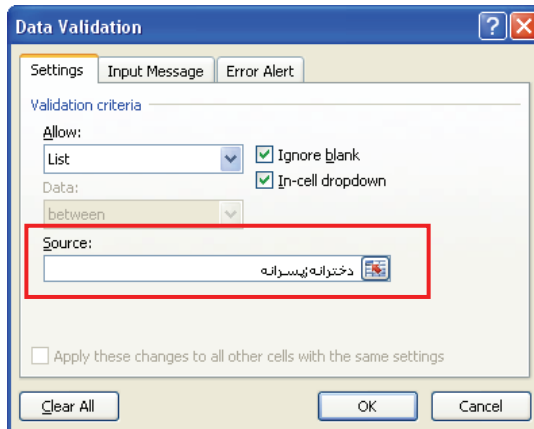 Data Validation
Settings Input Message Error Alert
Validation criteria
Allow:
List
Ignore blank
In-cell dropdown
Data:
between
Source:
دخترانه;پسرانه
Apply these changes to all other cells with the same settings
Clear All OK Cancel